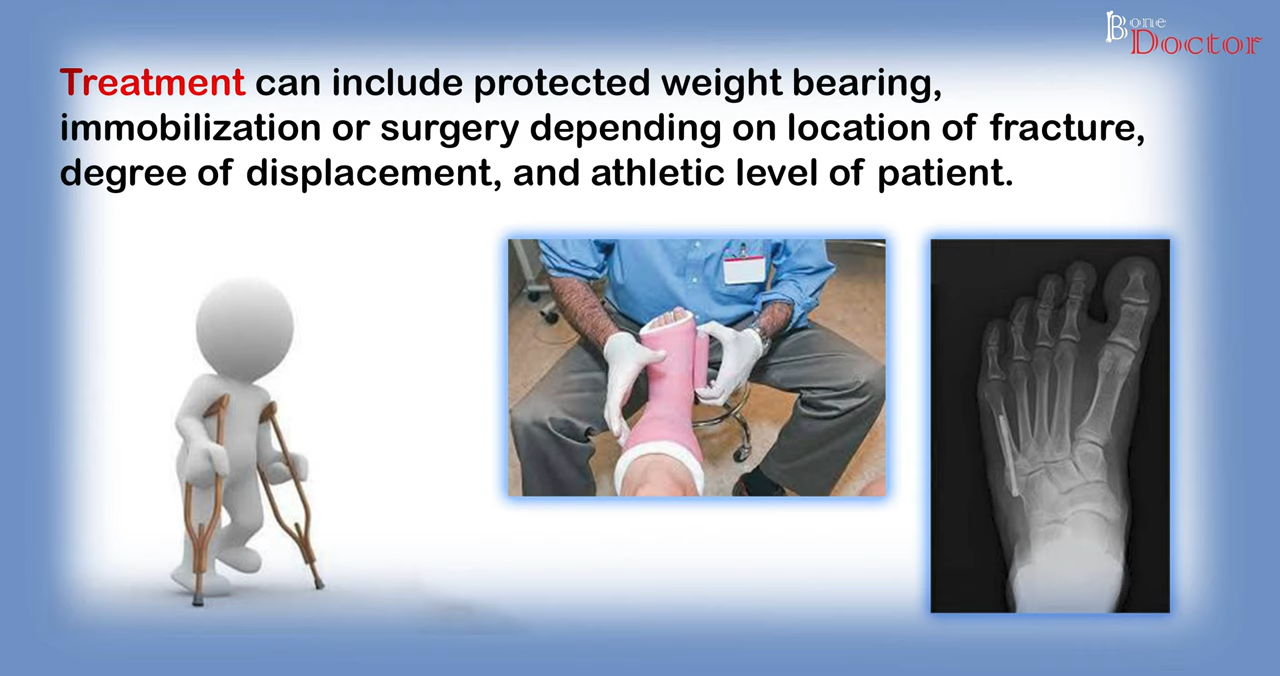 Bone
Doctor
Treatment can include protected weight bearing,
immobilization or surgery depending on location of fracture,
degree of displacement, and athletic level of patient.